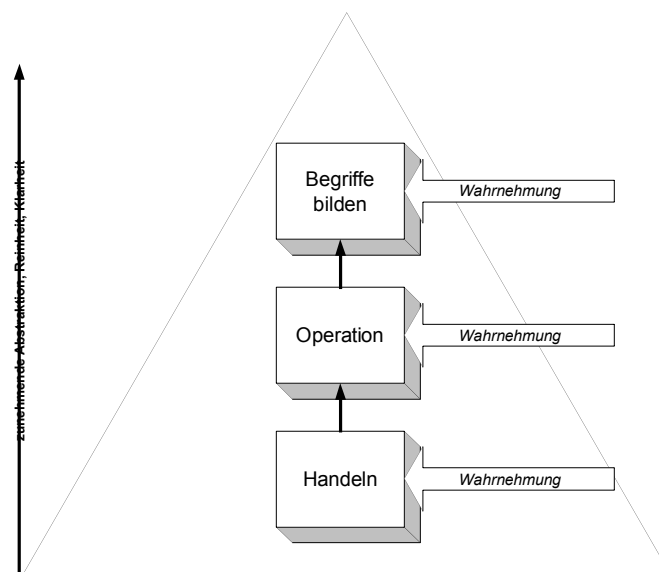 zunehmende Abstraktion, Reinheit, Klarheit
Begriffe
bilden
Wahrnehmung
Operation
Wahrnehmung
Handeln
Wahrnehmung